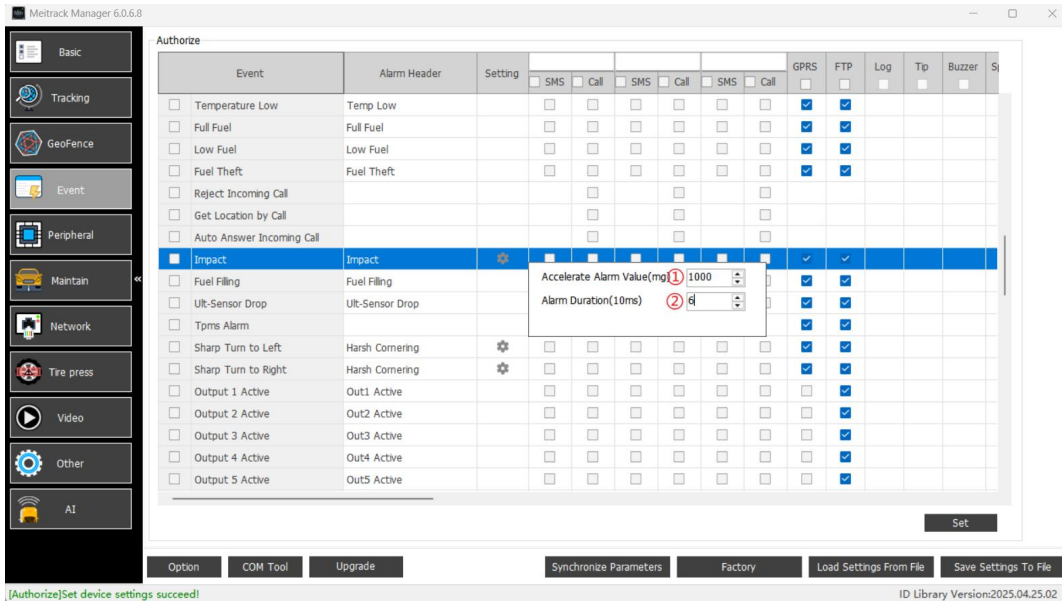 Meitrack Manager 6.0.6.8
Basic
Tracking
GeoFence
Event
Peripheral
Maintain
«
Network
Tire press
Video
Other
AI
Authorize
Event Alarm Header Setting GPRS FTP Log Tip Buzzer Sp
SMS Call SMS Call SMS Call
Temperature Low Temp Low
Full Fuel Full Fuel
Low Fuel Low Fuel
Fuel Theft Fuel Theft
Reject Incoming Call
Get Location by Call
Auto Answer Incoming Call
Impact Impact
Accelerate Alarm Value(mg) ① 1000
Alarm Duration(10ms) ② 6
Fuel Filling Fuel Filling
Ult-Sensor Drop Ult-Sensor Drop
Tpms Alarm
Sharp Turn to Left Harsh Cornering
Sharp Turn to Right Harsh Cornering
Output 1 Active Out1 Active
Output 2 Active Out2 Active
Output 3 Active Out3 Active
Output 4 Active Out4 Active
Output 5 Active Out5 Active
Set
Option COM Tool Upgrade Synchronize Parameters Factory Load Settings From File Save Settings To File
[Authorize]Set device settings succeed! ID Library Version:2025.04.25.02